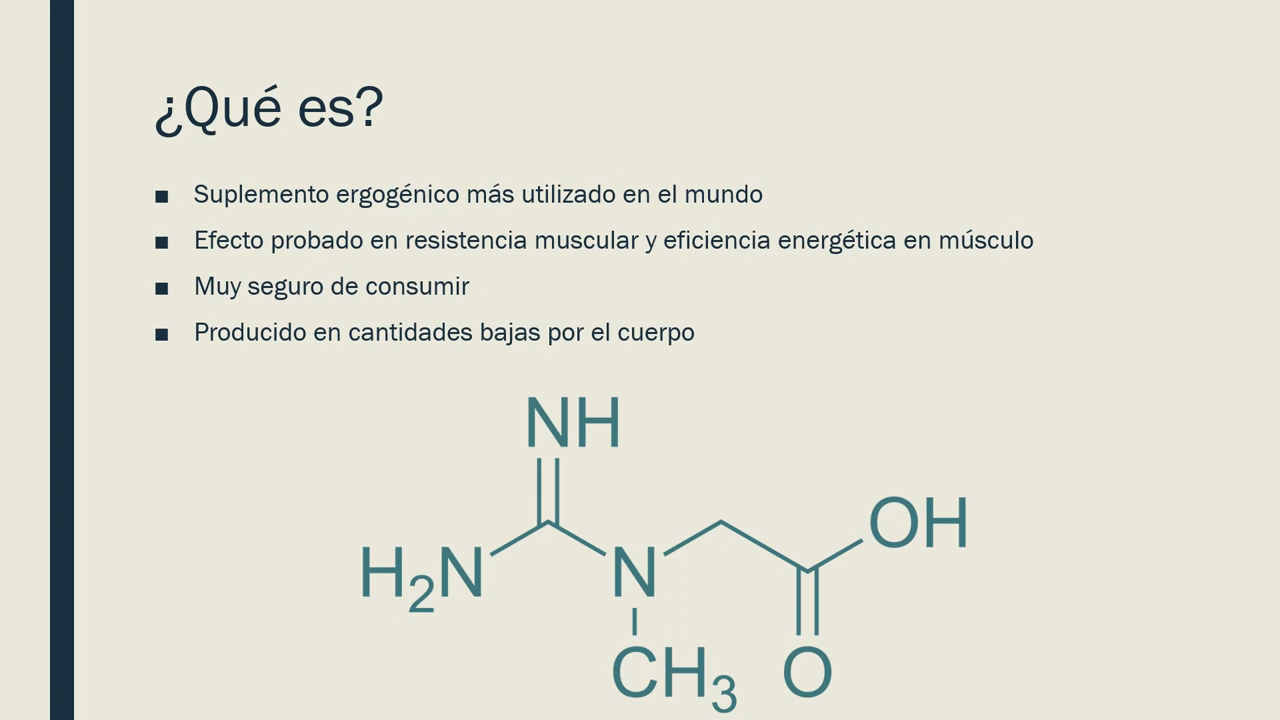 ¿Qué es?
■ Suplemento ergogénico más utilizado en el mundo
■ Efecto probado en resistencia muscular y eficiencia energética en músculo
■ Muy seguro de consumir
■ Producido en cantidades bajas por el cuerpo
NH
OH
H₂N
N
CH₃
O